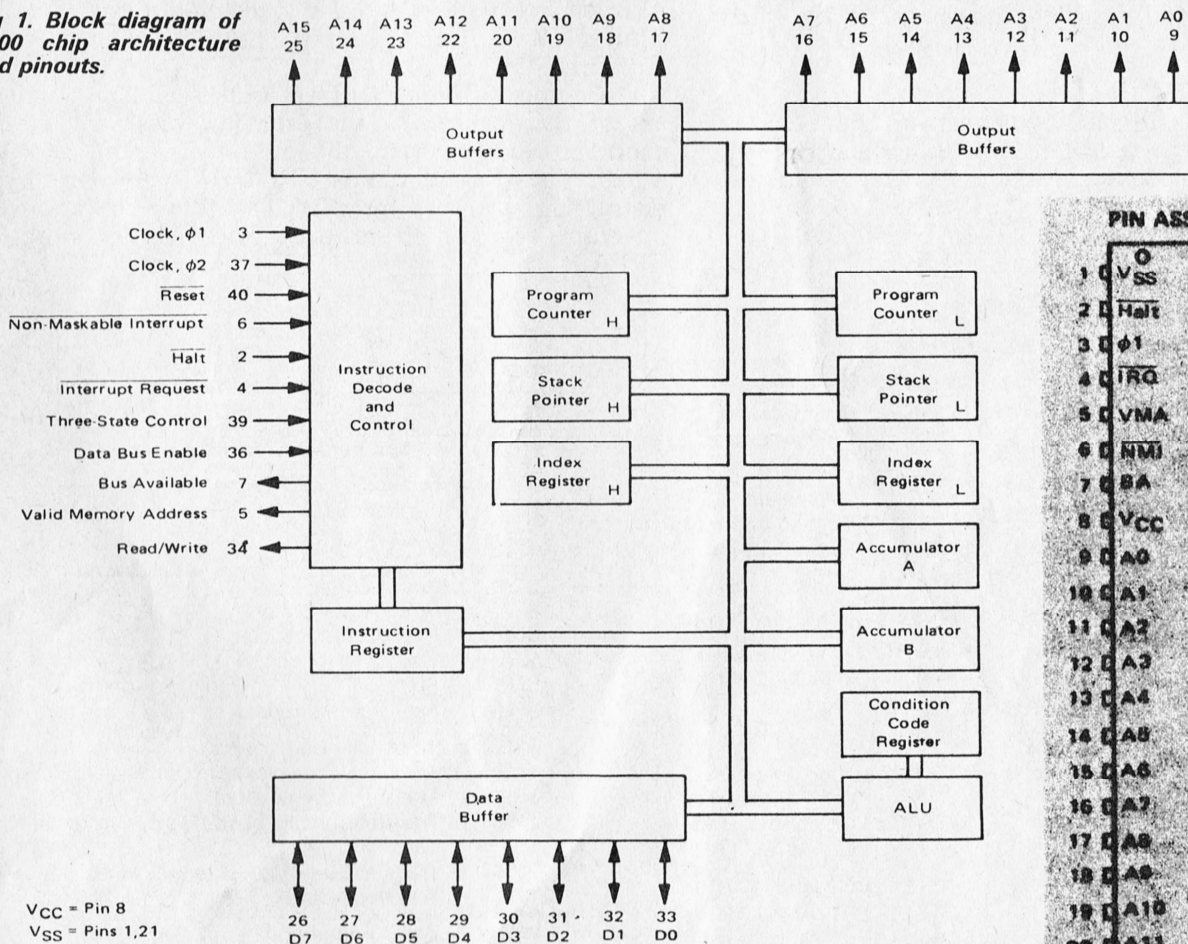 1. Block diagram of
00 chip architecture
d pinouts.
A15 A14 A13 A12 A11 A10 A9 A8
25 24 23 22 20 19 18 17
A7 A6 A5 A4 A3 A2 A1 A0
16 15 14 13 12 11 10 9
Output
Buffers
Output
Buffers
Clock, ϕ1 3
Clock, ϕ2 37
Reset 40
Non-Maskable Interrupt 6
Halt 2
Interrupt Request 4
Three-State Control 39
Data Bus Enable 36
Bus Available 7
Valid Memory Address 5
Read/Write 34
Instruction
Decode
and
Control
Program
Counter H
Program
Counter L
Stack
Pointer H
Stack
Pointer L
Index
Register H
Index
Register L
Accumulator
A
Instruction
Register
Accumulator
B
Condition
Code
Register
Data
Buffer
ALU
26 27 28 29 30 31 32 33
D7 D6 D5 D4 D3 D2 D1 D0
VCC = Pin 8
VSS = Pins 1,21
PIN ASS
1 VSS
2 Halt
3 ϕ1
4 IRQ
5 VMA
6 NMI
7 BA
8 VCC
9 A0
10 A1
11 A2
12 A3
13 A4
14 A5
15 A6
16 A7
17 A8
18 A9
19 A10